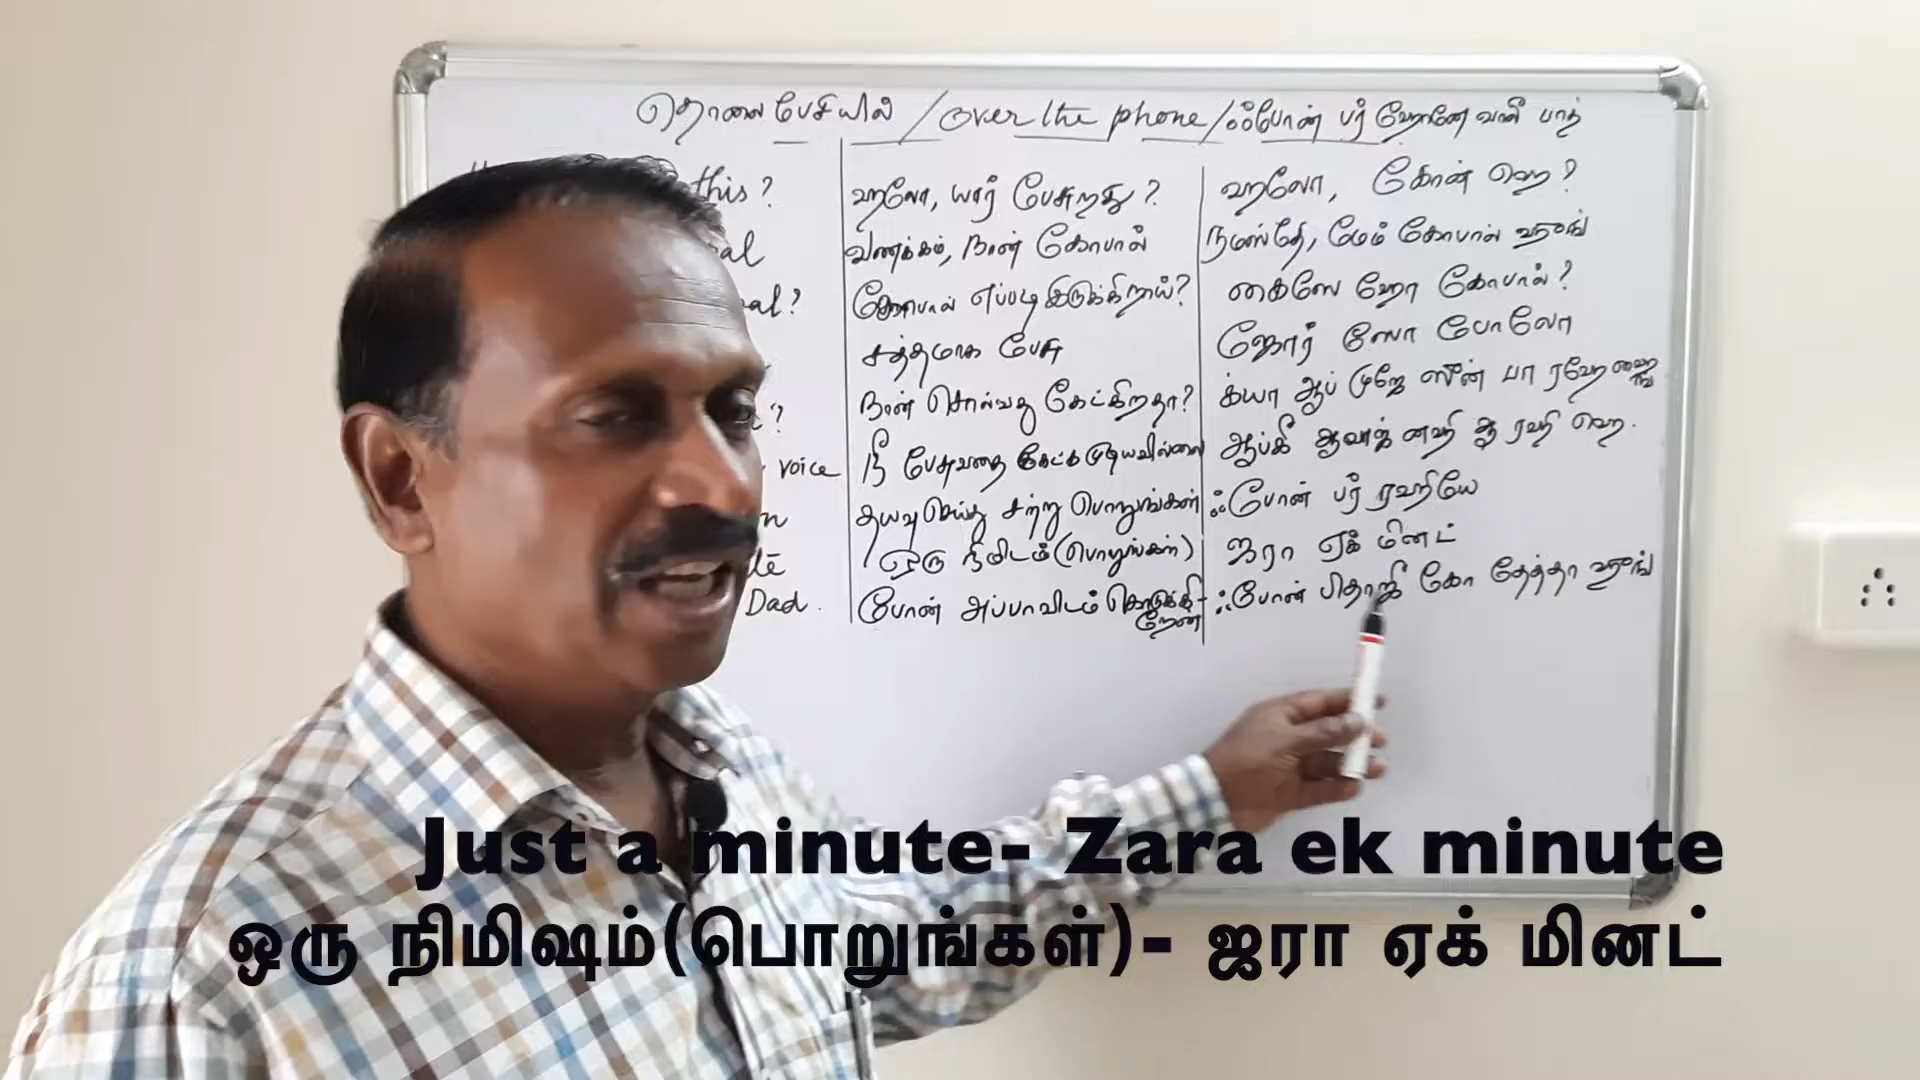 தொலைபேசியில் / over the phone / ஃபோன் பர் ஹோனே வாலீ பாத்
this? ஹலோ, யார் பேசுறது? ஹலோ, கோன் ஹை?
al வணக்கம், நான் கோபால் நமஸ்தே, மேம் கோபால் ஹூங்
al? கோபால் எப்படி இருக்கிறாய்? கைஸே ஹோ கோபால்?
சத்தமாக பேசு ஜோர் ஸே போலோ
? நான் சொல்வது கேட்கிறதா? க்யா ஆப் முஜே ஸுன் பா ரஹே ஹைங்
voice நீ பேசுவதை கேட்க முடியவில்லை ஆப்கீ ஆவாஜ் னஹி ஆ ரஹி ஹை.
n தயவு செய்து சற்று பொறுங்கள் ஃபோன் பர் ரஹியே
te ஒரு நிமிடம் (பொறுங்கள்) ஜரா ஏக் மினட்
Dad. போன் அப்பாவிடம் கொடுக்கி- றேன் ஃபோன் பிதாஜீ கோ தேத்தா ஹூங்
Just a minute- Zara ek minute
ஒரு நிமிஷம்(பொறுங்கள்)- ஜரா ஏக் மினட்